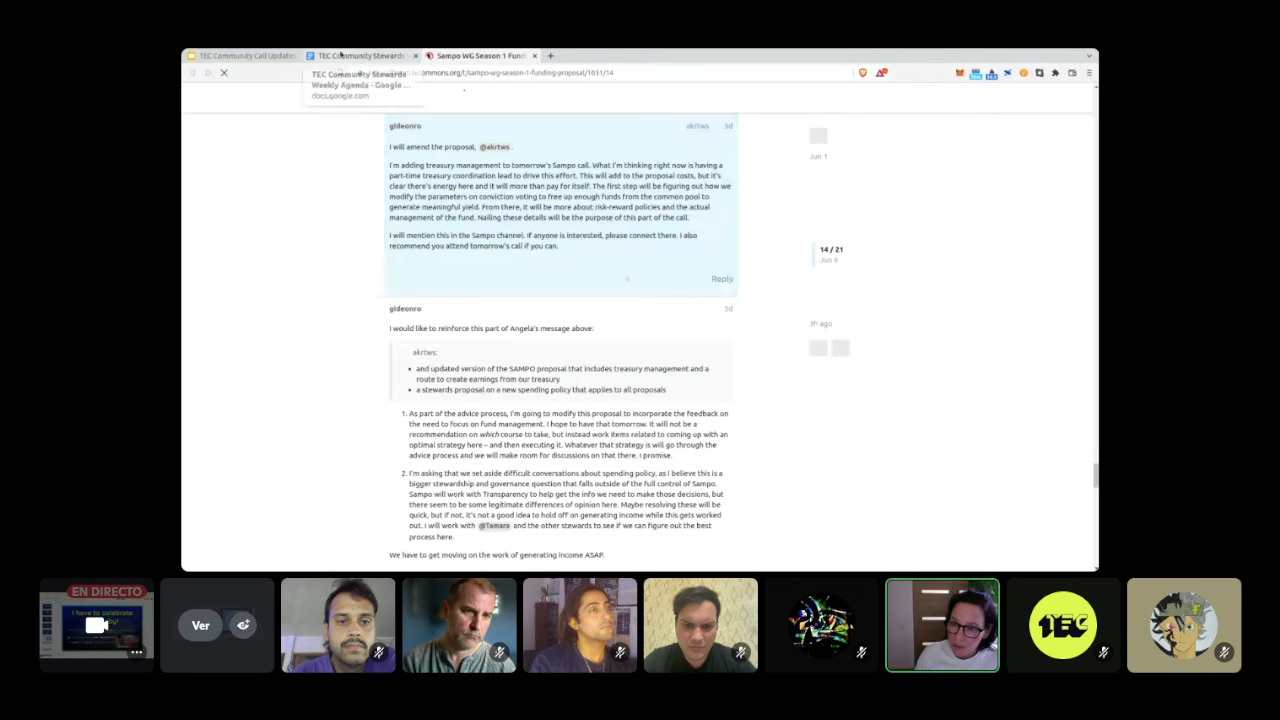 TEC Community Call Update
TEC Community Stewards
Sampo WG Season 1 Fund
TEC Community Stewards
Weekly Agenda - Google ...
docs.google.com
ommons.org/t/sampo-wg-season-1-funding-proposal/1031/14
gideonro
akrtws
5d
I will amend the proposal, @akrtws.
I'm adding treasury management to tomorrow's Sampo call. What I'm thinking right now is having a
part-time treasury coordination lead to drive this effort. This will add to the proposal costs, but it's
clear there's energy here and it will more than pay for itself. The first step will be figuring out how we
modify the parameters on conviction voting to free up enough funds from the common pool to
generate meaningful yield. From there, it will be more about risk-reward policies and the actual
management of the fund. Nailing these details will be the purpose of this part of the call.
I will mention this in the Sampo channel. If anyone is interested, please connect there. I also
recommend you attend tomorrow's call if you can.
Reply
Jun 1
14 / 21
3h ago
gideonro
I would like to reinforce this part of Angela's message above:
akrtws:
• and updated version of the SAMPO proposal that includes treasury management and a
route to create earnings from our treasury
• a stewards proposal on a new spending policy that applies to all proposals
1. As part of the advice process, I'm going to modify this proposal to incorporate the feedback on
the need to focus on fund management. I hope to have that tomorrow. It will not be a
recommendation on which course to take, but instead work items related to coming up with an
optimal strategy here – and then executing it. Whatever that strategy is will go through the
advice process and we will make room for discussions on that there. I promise.
2. I'm asking that we set aside difficult conversations about spending policy, as I believe this is a
bigger stewardship and governance question that falls outside of the full control of Sampo.
Sampo will work with Transparency to help get the info we need to make those decisions, but
there seem to be some legitimate differences of opinion here. Maybe resolving these will be
quick, but if not, it's not a good idea to hold off on generating income while this gets worked
out. I will work with @Tamara and the other stewards to see if we can figure out the best
process here.
We have to get moving on the work of generating income ASAP.
EN DIRECTO
I have to celebrate
Ver
TEC